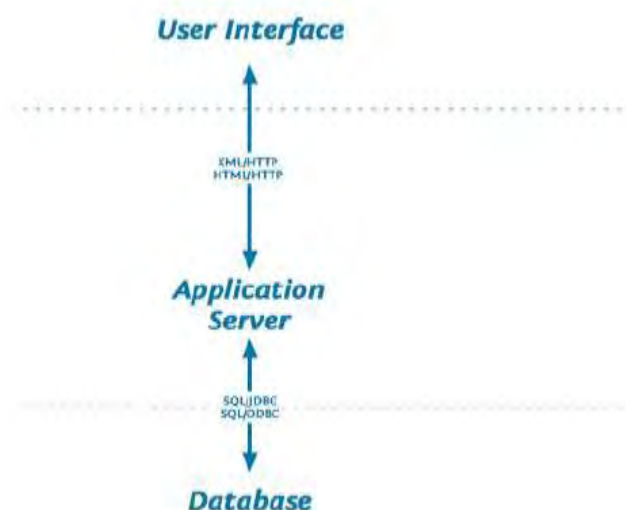 User Interface
XML/HTTP
HTML/HTTP
Application
Server
SQL/JDBC
SQL/ODBC
Database